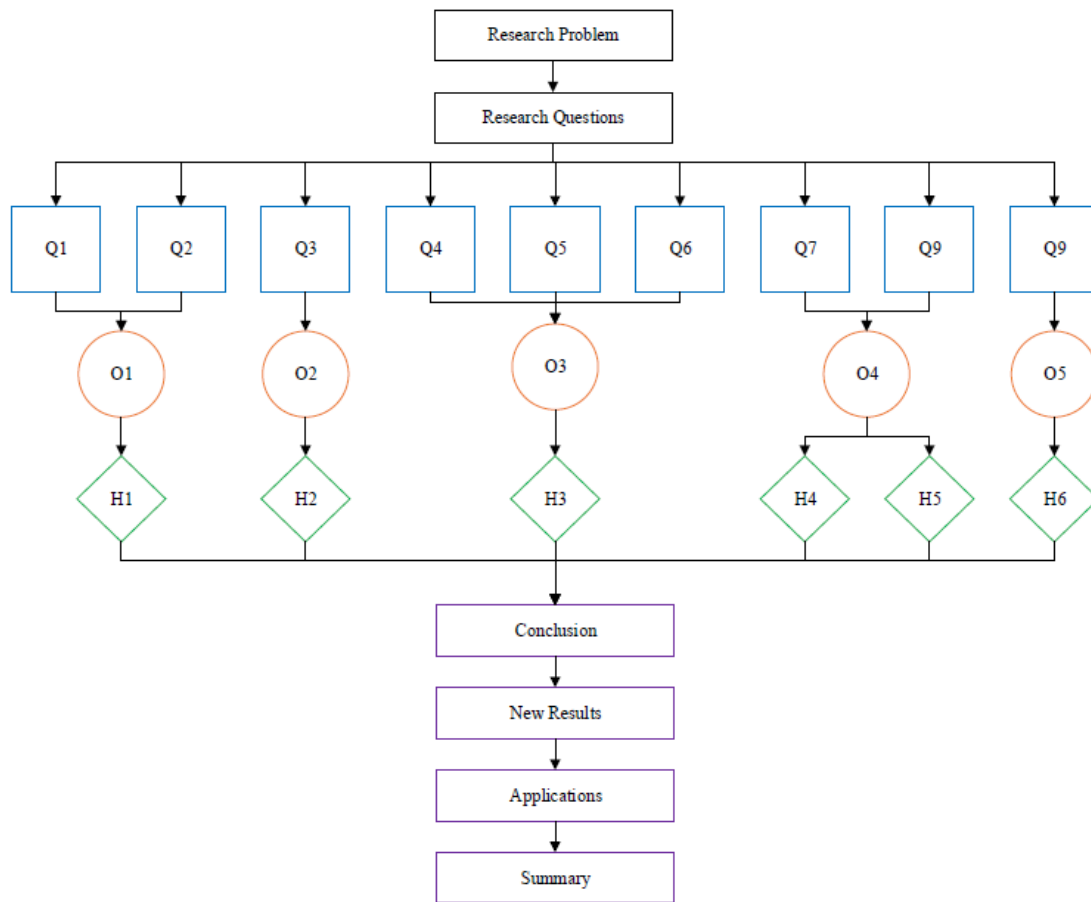 Research Problem
Research Questions
Q1 Q2 Q3 Q4 Q5 Q6 Q7 Q9 Q9
O1 O2 O3 O4 O5
H1 H2 H3 H4 H5 H6
Conclusion
New Results
Applications
Summary